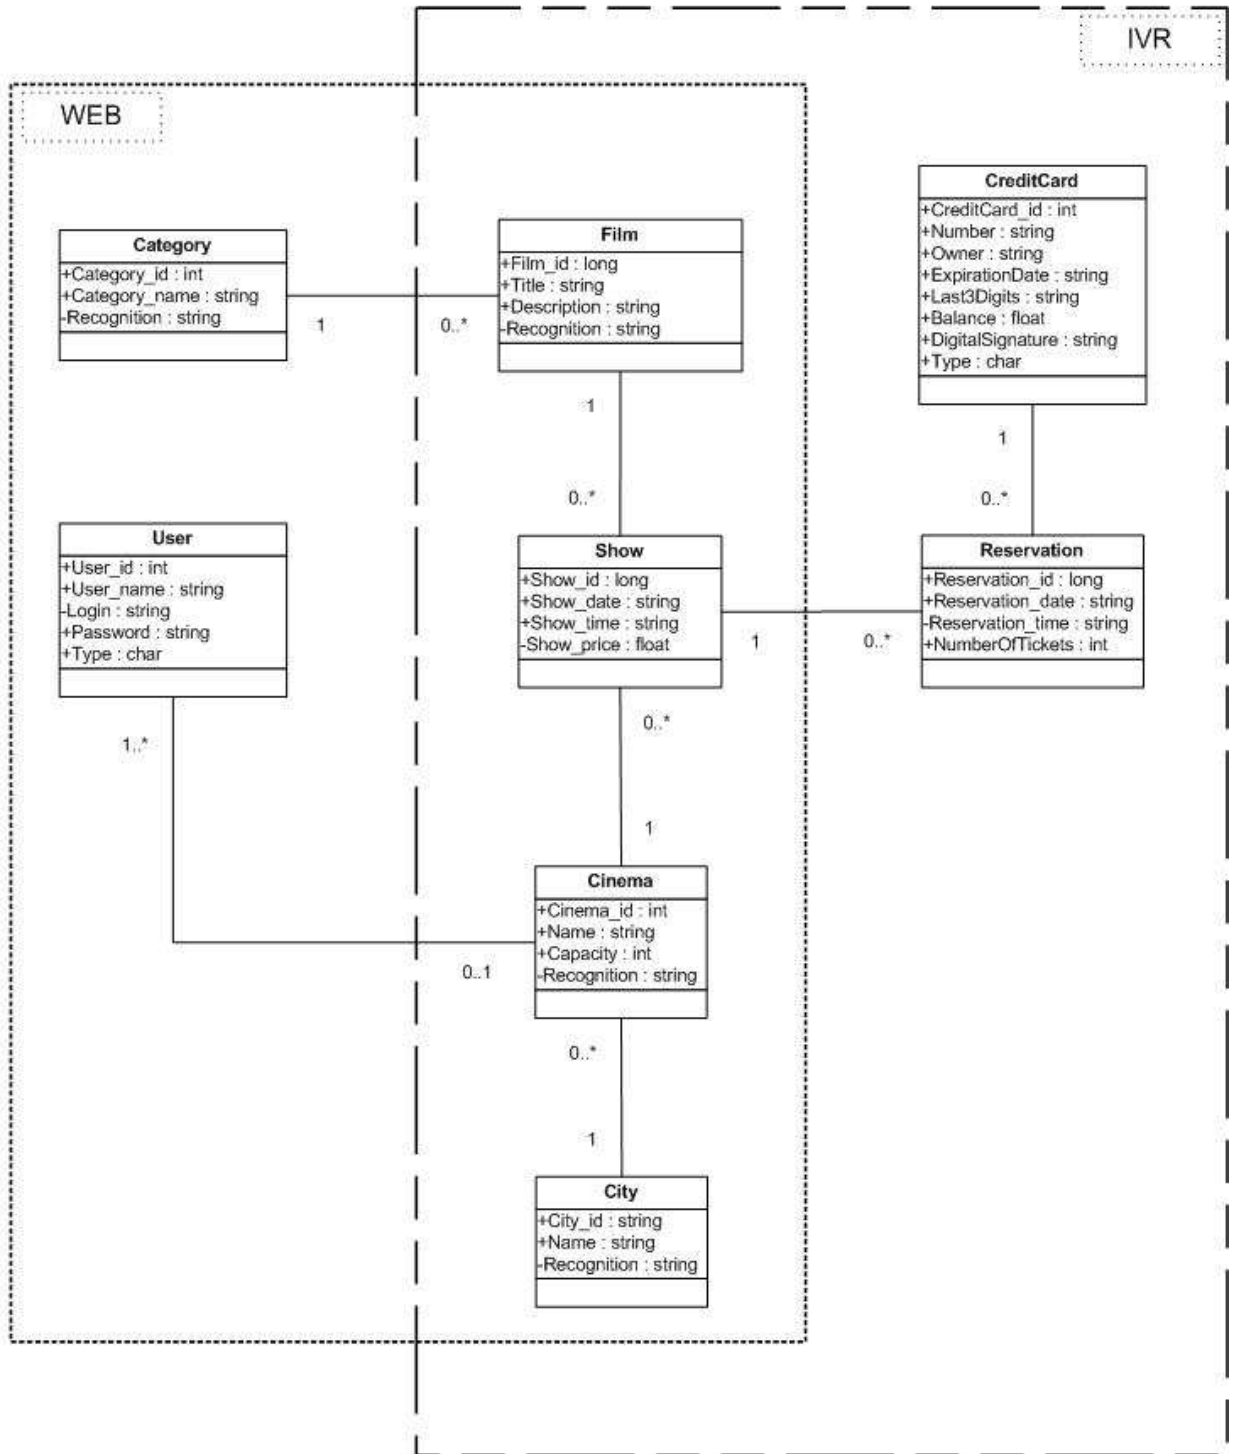 IVR
WEB
CreditCard
+CreditCard_id : int
+Number : string
+Owner : string
+ExpirationDate : string
+Last3Digits : string
+Balance : float
+DigitalSignature : string
+Type : char
Category
+Category_id : int
+Category_name : string
-Recognition : string
Film
+Film_id : long
+Title : string
+Description : string
-Recognition : string
1
0..*
1
0..*
1
0..*
User
+User_id : int
+User_name : string
-Login : string
+Password : string
+Type : char
Show
+Show_id : long
+Show_date : string
+Show_time : string
-Show_price : float
Reservation
+Reservation_id : long
+Reservation_date : string
-Reservation_time : string
+NumberOfTickets : int
1
0..*
1..*
0..*
1
Cinema
+Cinema_id : int
+Name : string
+Capacity : int
-Recognition : string
0..1
0..*
1
City
+City_id : string
+Name : string
-Recognition : string